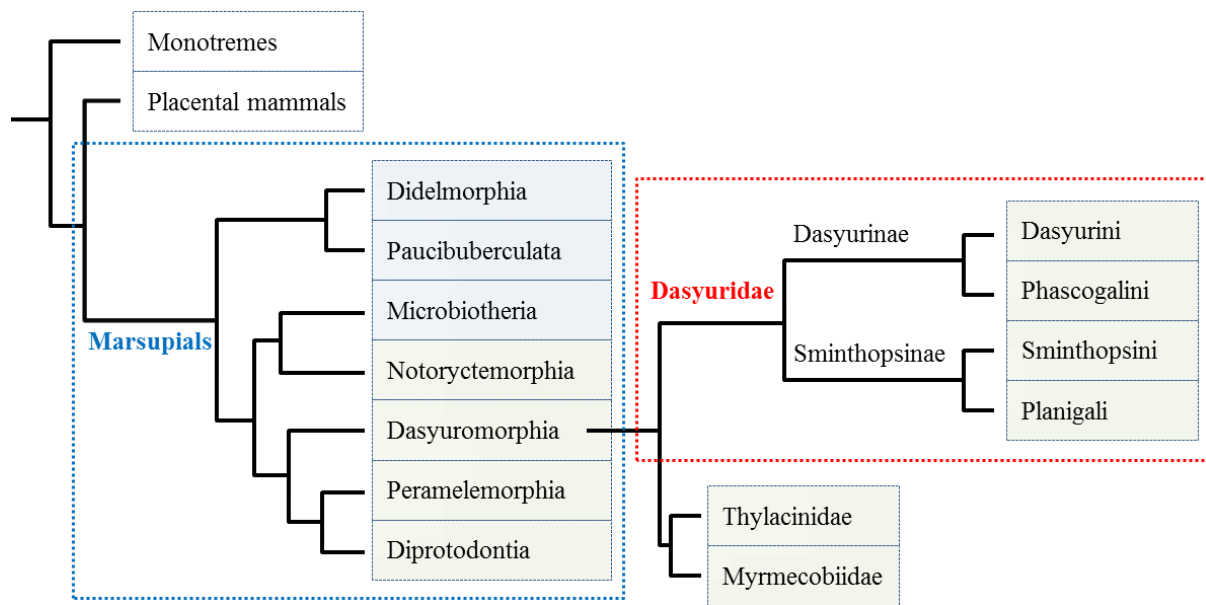 Monotremes
Placental mammals
Marsupials
Didelmorphia
Paucibuberculata
Microbiotheria
Notoryctemorphia
Dasyuromorphia
Peramelemorphia
Diprotodontia
Dasyuridae
Dasyurinae
Sminthopsinae
Dasyurini
Phascogalini
Sminthopsini
Planigali
Thylacinidae
Myrmecobiidae